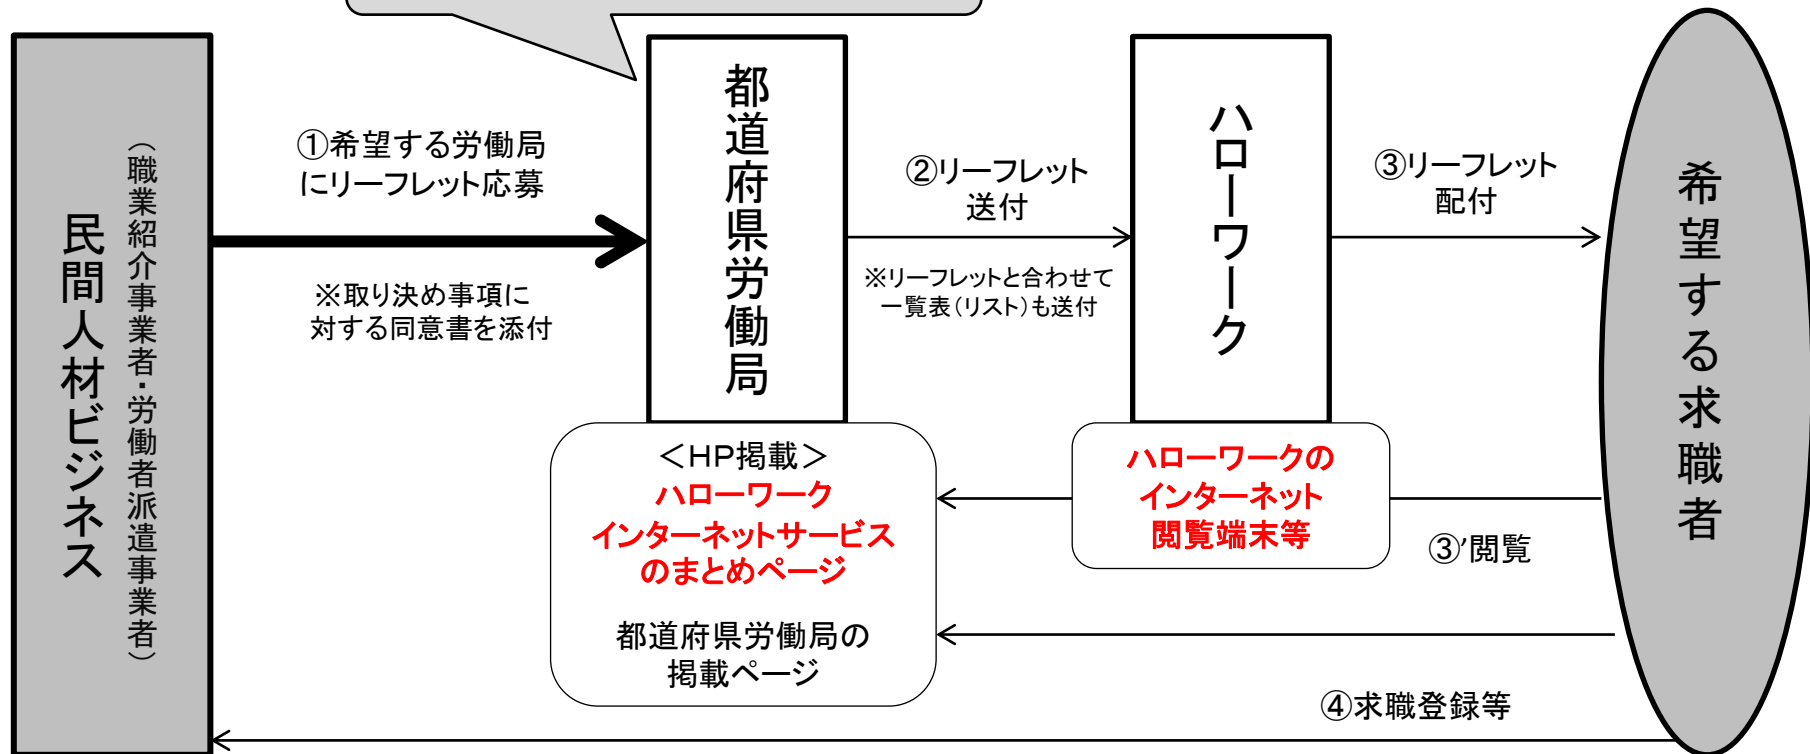 民間人材ビジネス
（職業紹介事業者・労働者派遣事業者）
①希望する労働局
にリーフレット応募
※取り決め事項に
対する同意書を添付
都道府県労働局
②リーフレット
送付
※リーフレットと合わせて
一覧表（リスト）も送付
ハローワーク
③リーフレット
配付
希望する求職者
＜HP掲載＞
ハローワーク
インターネットサービス
のまとめページ
都道府県労働局の
掲載ページ
ハローワークの
インターネット
閲覧端末等
③’閲覧
④求職登録等